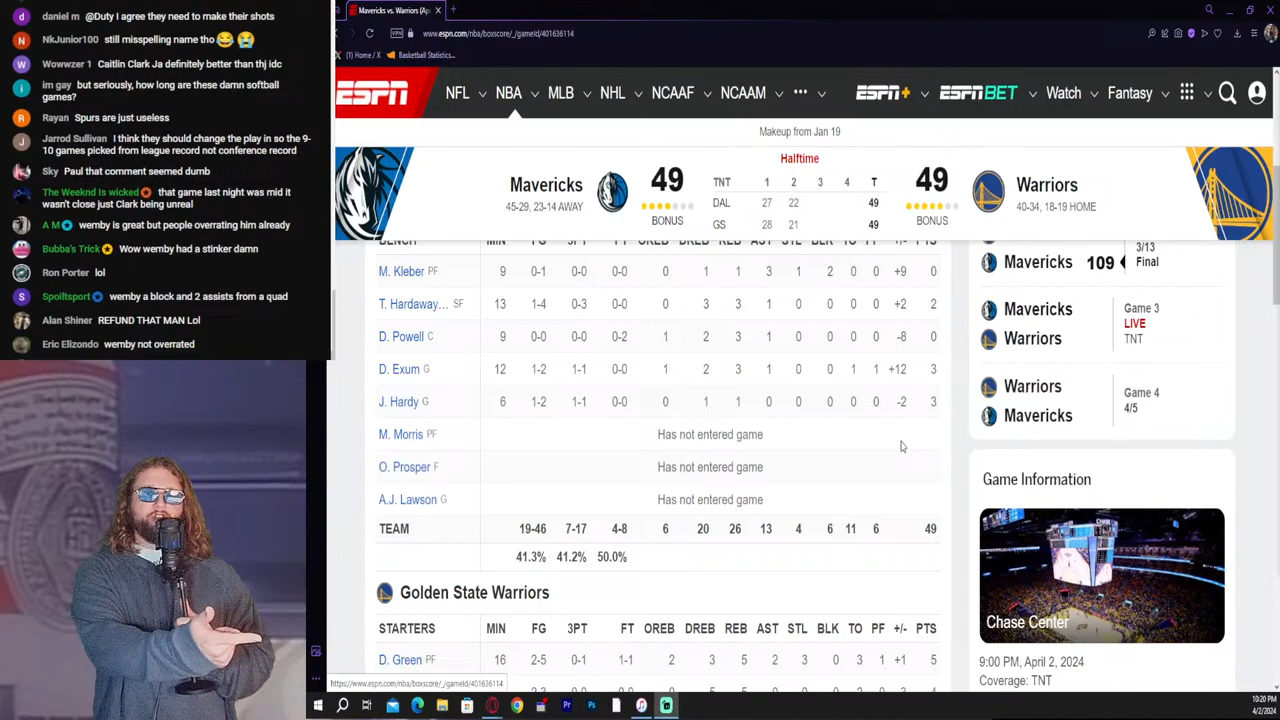 daniel m @Duty I agree they need to make their shots
NkJunior100 still misspelling name tho
Wowwzer 1 Caitlin Clark Ja definitely better than thj idc
im gay but seriously, how long are these damn softball
games?
Rayan Spurs are just useless
Jarrod Sullivan I think they should change the play in so the 9-
10 games picked from league record not conference record
Sky Paul that comment seemed dumb
The Weeknd Is wicked that game last night was mid it
wasn't close just Clark being unreal
A M wemby is great but people overrating him already
Bubba's Trick Wow wemby had a stinker damn
Ron Porter lol
Spoiltsport wemby a block and 2 assists from a quad
Alan Shiner REFUND THAT MAN Lol
Eric Elizondo wemby not overrated
Mavericks vs. Warriors (Ap
VPN www.espn.com/nba/boxscore/_/gameId/401636114
(1) Home / X Basketball Statistics...
ESPN NFL NBA MLB NHL NCAAF NCAAM ESPN+ ESPN BET Watch Fantasy
Makeup from Jan 19
Halftime
Mavericks 49 TNT 1 2 3 4 T 49 Warriors
45-29, 23-14 AWAY DAL 27 22 49 40-34, 18-19 HOME
BONUS GS 28 21 49 BONUS
BENCH MIN FG 3PT FT OREB DREB REB AST STL BLK TO PF +/- PTS
M. Kleber PF 9 0-1 0-0 0-0 0 1 1 3 1 2 0 0 +9 0
T. Hardaway... SF 13 1-4 0-3 0-0 0 3 3 1 0 0 0 0 +2 2
D. Powell C 9 0-0 0-0 0-2 1 2 3 1 0 0 0 0 -8 0
D. Exum G 12 1-2 1-1 0-0 1 2 3 1 0 0 1 1 +12 3
J. Hardy G 6 1-2 1-1 0-0 0 1 1 0 0 0 0 0 -2 3
M. Morris PF Has not entered game
O. Prosper F Has not entered game
A.J. Lawson G Has not entered game
TEAM 19-46 7-17 4-8 6 20 26 13 4 6 11 6 49
41.3% 41.2% 50.0%
Golden State Warriors
STARTERS MIN FG 3PT FT OREB DREB REB AST STL BLK TO PF +/- PTS
D. Green PF 16 2-5 0-1 1-1 2 3 5 2 3 0 3 1 +1 5
https://www.espn.com/nba/boxscore/_/gameId/401636114
3/13
Mavericks 109 Final
Mavericks Game 3
LIVE
Warriors TNT
Warriors Game 4
Mavericks 4/5
Game Information
Chase Center
9:00 PM, April 2, 2024
Coverage: TNT
10:20 PM
4/2/2024